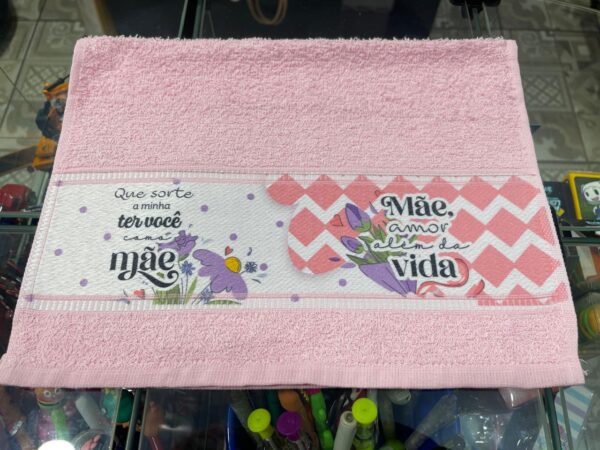 Que sorte
a minha
ter você
como
mãe
Mãe,
amor
além da
vida